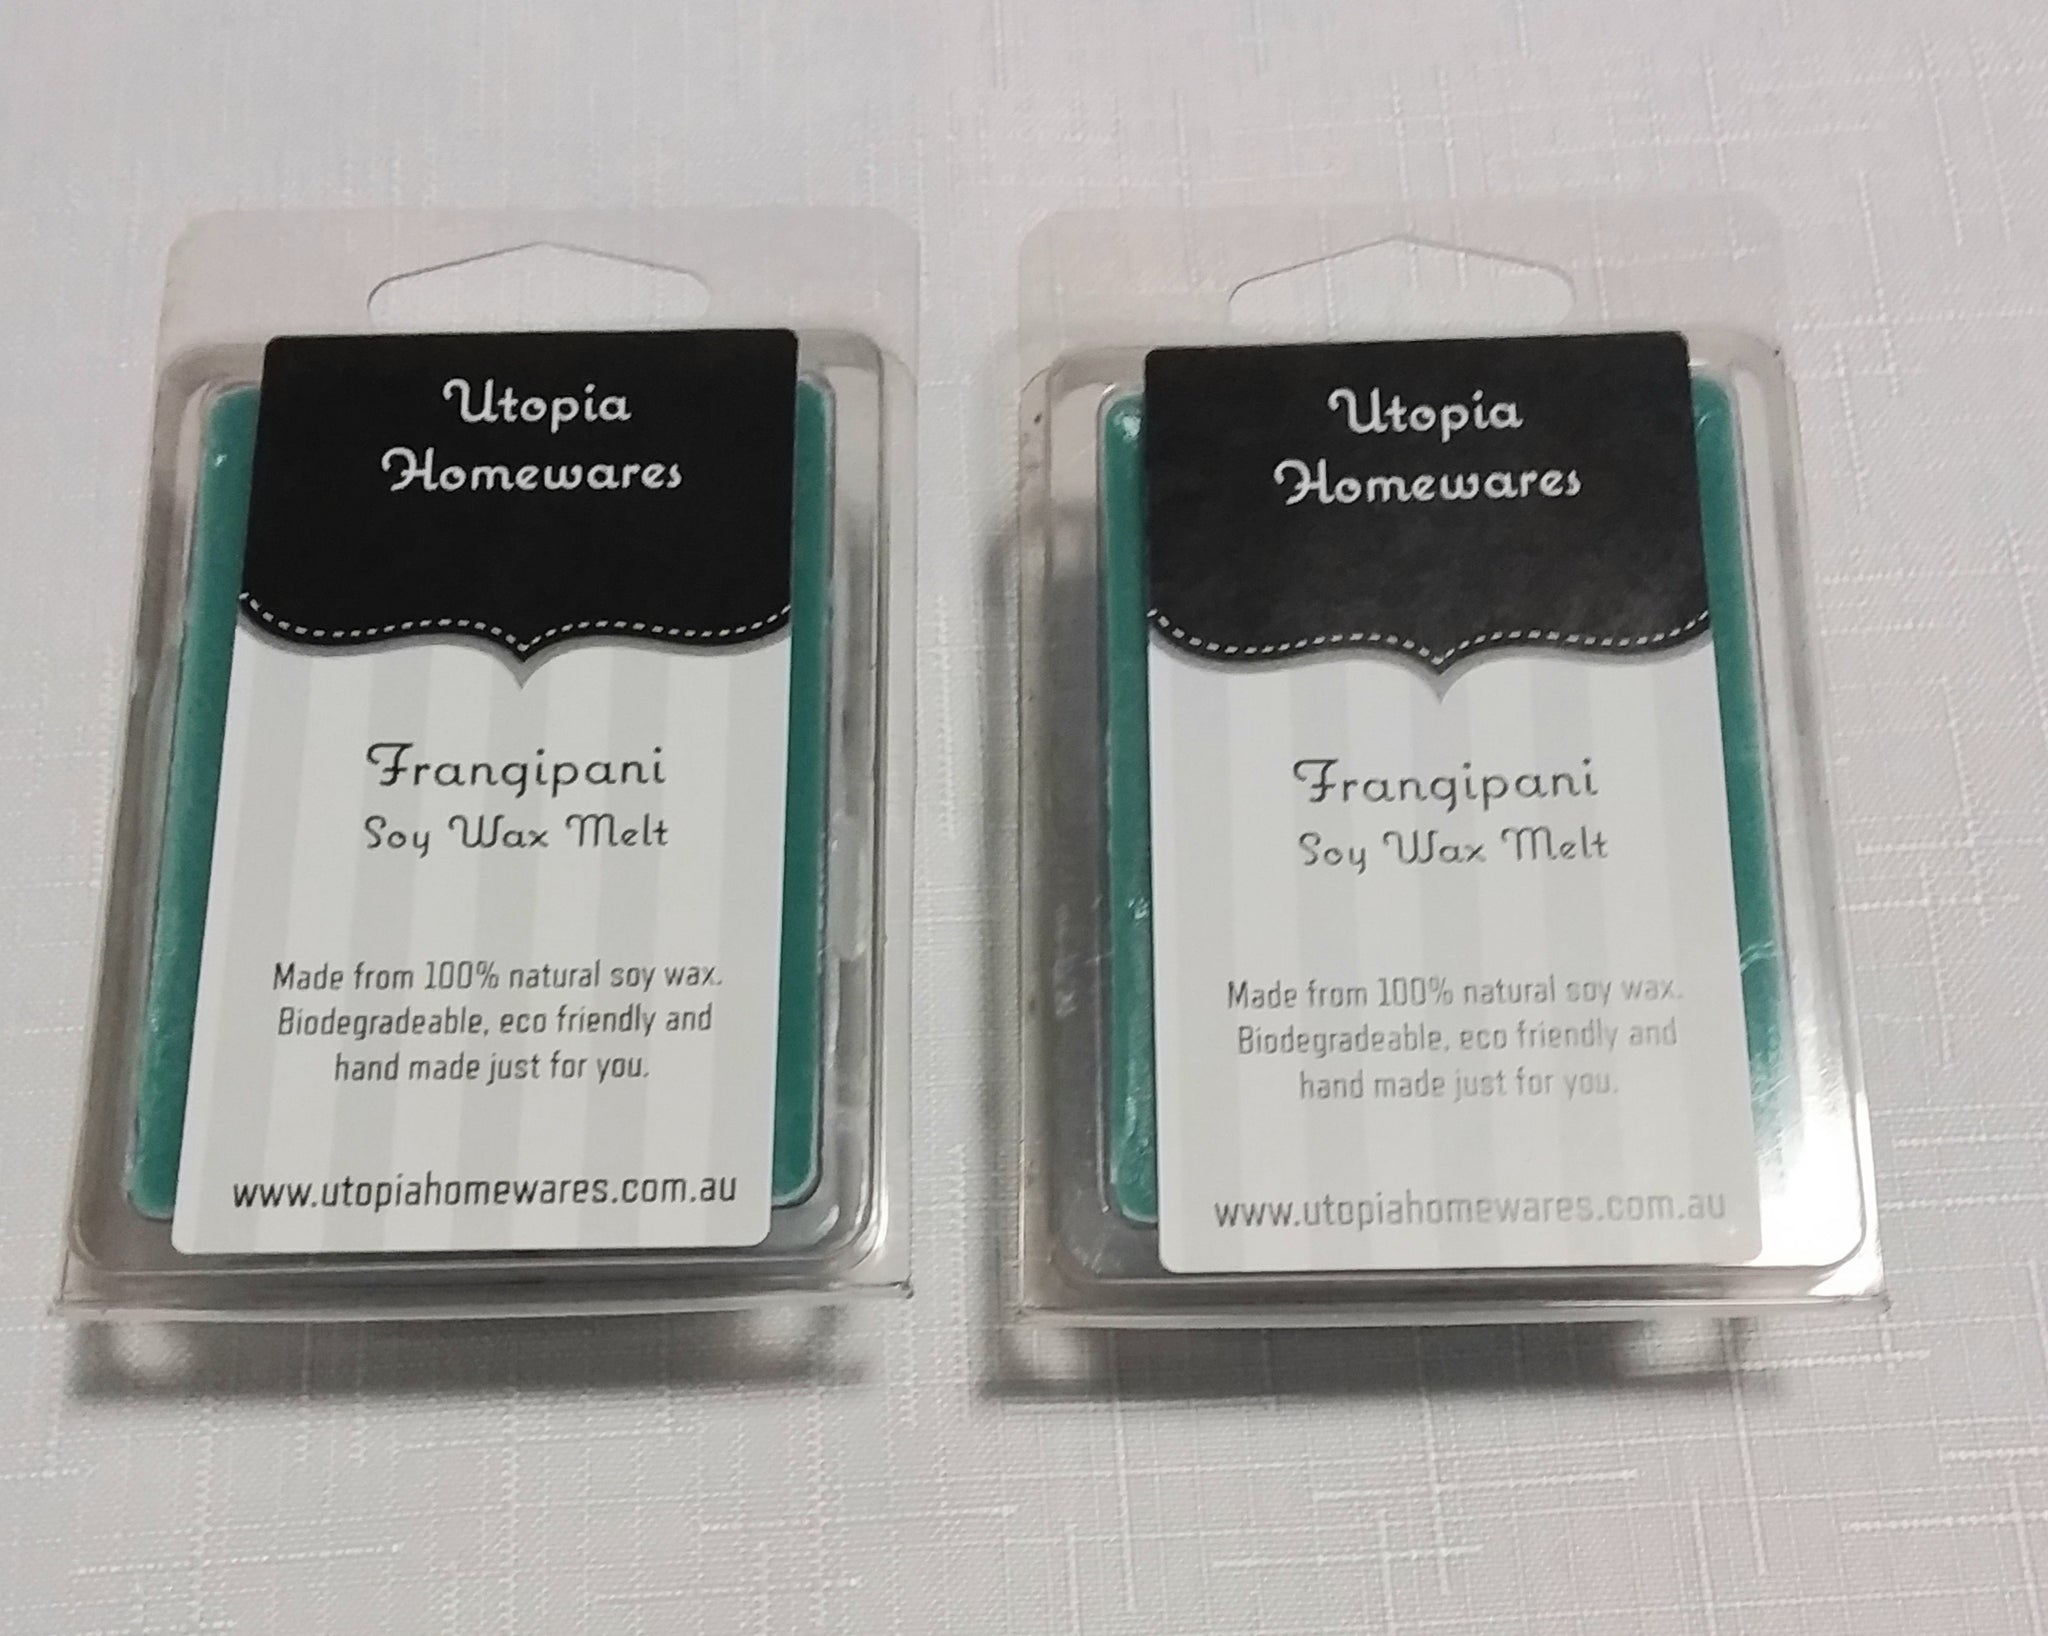 Utopia
Homewares
Frangipani
Soy Wax Melt
Made from 100% natural soy wax.
Biodegradeable, eco friendly and
hand made just for you.
www.utopiahomewares.com.au
Utopia
Homewares
Frangipani
Soy Wax Melt
Made from 100% natural soy wax.
Biodegradeable, eco friendly and
hand made just for you.
www.utopiahomewares.com.au